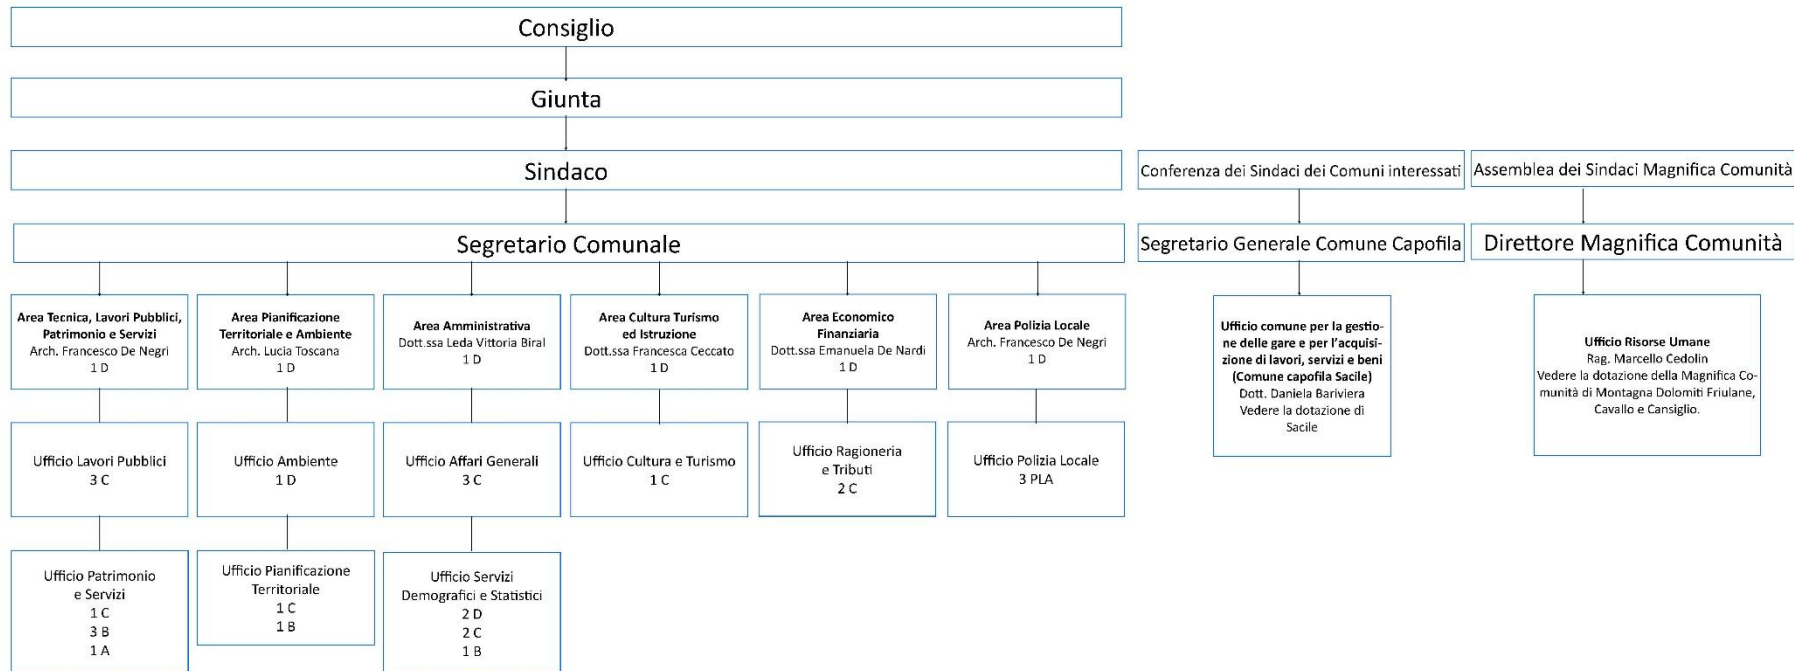 Consiglio
Giunta
Sindaco
Conferenza dei Sindaci dei Comuni interessati
Assemblea dei Sindaci Magnifica Comunità
Segretario Comunale
Segretario Generale Comune Capofila
Direttore Magnifica Comunità
Area Tecnica, Lavori Pubblici,
Patrimonio e Servizi
Arch. Francesco De Negri
1 D
Area Pianificazione
Territoriale e Ambiente
Arch. Lucia Toscana
1 D
Area Amministrativa
Dott.ssa Leda Vittoria Biral
1 D
Area Cultura Turismo
ed Istruzione
Dott.ssa Francesca Ceccato
1 D
Area Economico
Finanziaria
Dott.ssa Emanuela De Nardi
1 D
Area Polizia Locale
Arch. Francesco De Negri
1 D
Ufficio comune per la gestio-
ne delle gare e per l'acquisi-
zione di lavori, servizi e beni
(Comune capofila Sacile)
Dott. Daniela Bariviera
Vedere la dotazione di
Sacile
Ufficio Risorse Umane
Rag. Marcello Cedolin
Vedere la dotazione della Magnifica Co-
munità di Montagna Dolomiti Friulane,
Cavallo e Cansiglio.
Ufficio Lavori Pubblici
3 C
Ufficio Ambiente
1 D
Ufficio Affari Generali
3 C
Ufficio Cultura e Turismo
1 C
Ufficio Ragioneria
e Tributi
2 C
Ufficio Polizia Locale
3 PLA
Ufficio Patrimonio
e Servizi
1 C
3 B
1 A
Ufficio Pianificazione
Territoriale
1 C
1 B
Ufficio Servizi
Demografici e Statistici
2 D
2 C
1 B